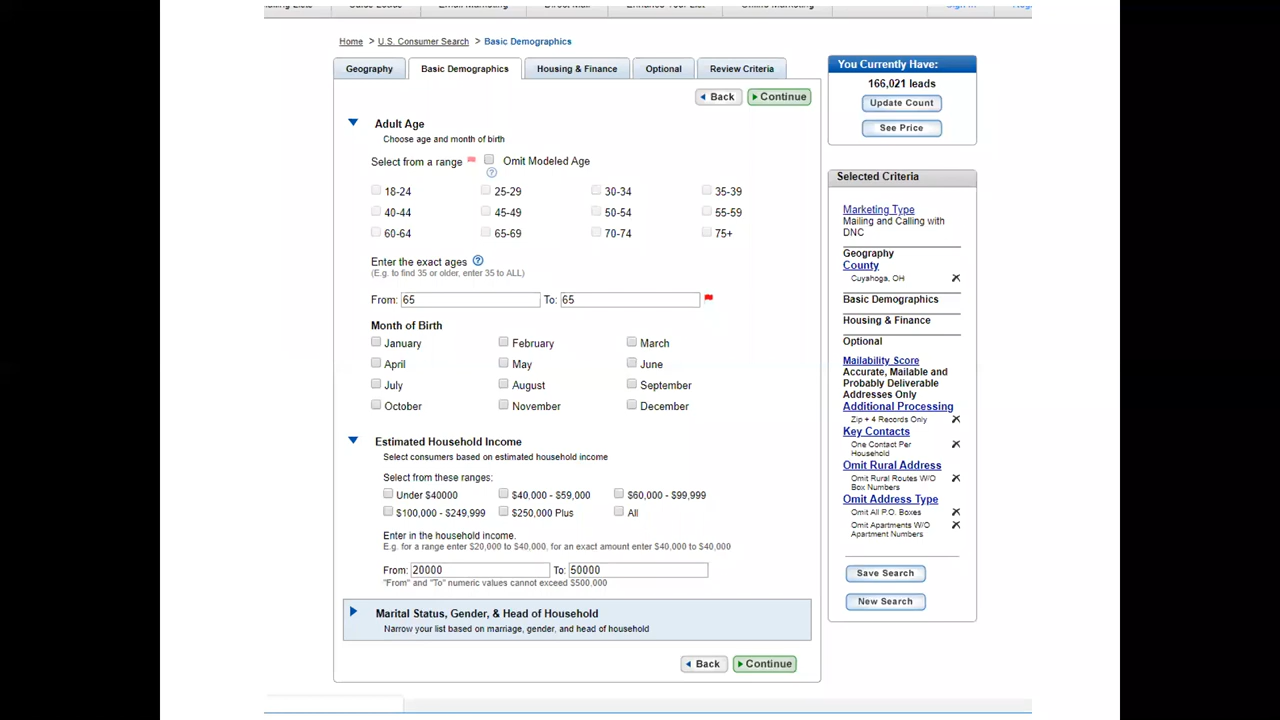 Home > U.S. Consumer Search > Basic Demographics
Geography Basic Demographics Housing & Finance Optional Review Criteria
Back Continue
Adult Age
Choose age and month of birth
Select from a range Omit Modeled Age
?
18-24 25-29 30-34 35-39
40-44 45-49 50-54 55-59
60-64 65-69 70-74 75+
Enter the exact ages ?
(E.g. to find 35 or older, enter 35 to ALL)
From: 65 To: 65
Month of Birth
January February March
April May June
July August September
October November December
Estimated Household Income
Select consumers based on estimated household income
Select from these ranges:
Under $40000 $40,000 - $59,000 $60,000 - $99,999
$100,000 - $249,999 $250,000 Plus All
Enter in the household income.
E.g. for a range enter $20,000 to $40,000, for an exact amount enter $40,000 to $40,000
From: 20000 To: 50000
"From" and "To" numeric values cannot exceed $500,000
Marital Status, Gender, & Head of Household
Narrow your list based on marriage, gender, and head of household
Back Continue
You Currently Have:
166,021 leads
Update Count
See Price
Selected Criteria
Marketing Type
Mailing and Calling with
DNC
Geography
County
Cuyahoga, OH
Basic Demographics
Housing & Finance
Optional
Mailability Score
Accurate, Mailable and
Probably Deliverable
Addresses Only
Additional Processing
Zip + 4 Records Only
Key Contacts
One Contact Per
Household
Omit Rural Address
Omit Rural Routes W/O
Box Numbers
Omit Address Type
Omit All P.O. Boxes
Omit Apartments W/O
Apartment Numbers
Save Search
New Search